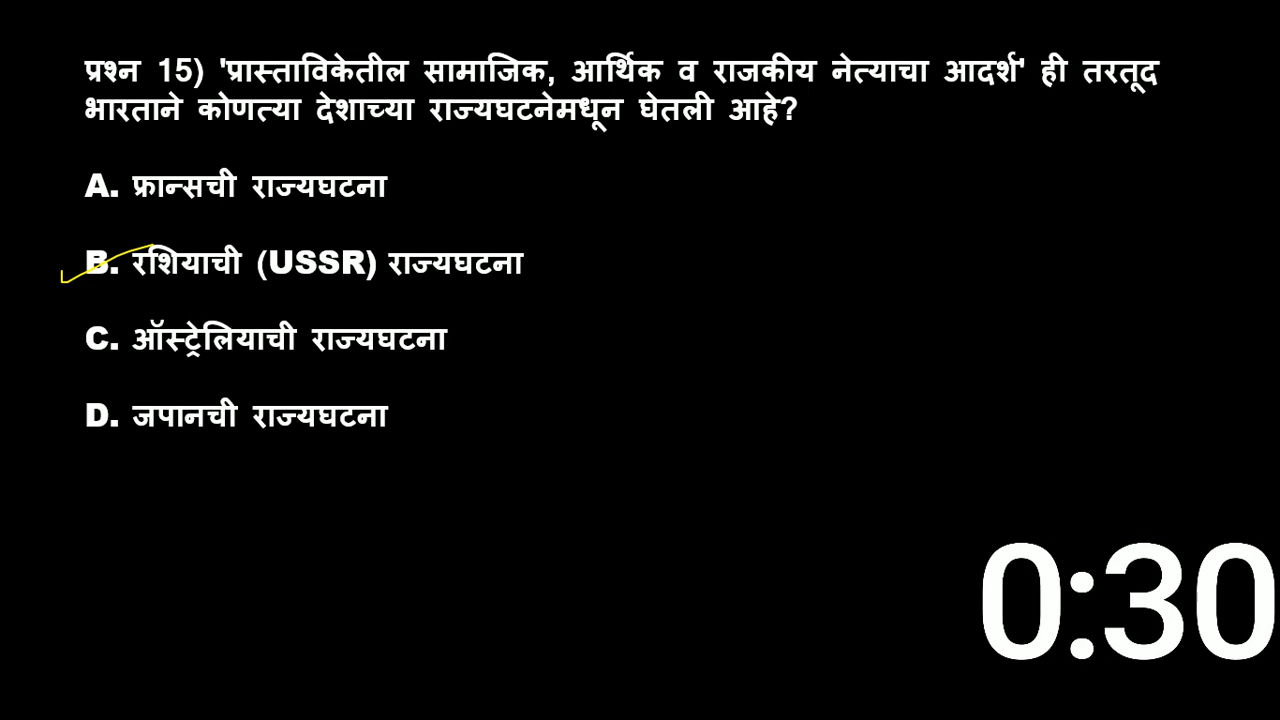 प्रश्न 15) 'प्रास्ताविकेतील सामाजिक, आर्थिक व राजकीय नेत्याचा आदर्श' ही तरतूद
भारताने कोणत्या देशाच्या राज्यघटनेमधून घेतली आहे?
A. फ्रान्सची राज्यघटना
B. रशियाची (USSR) राज्यघटना
C. ऑस्ट्रेलियाची राज्यघटना
D. जपानची राज्यघटना
0:30